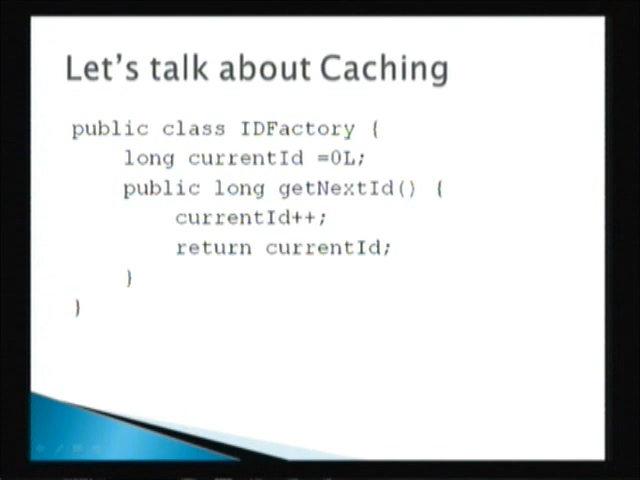 Let's talk about Caching
public class IDFactory {
long currentId =0L;
public long getNextId() {
currentId++;
return currentId;
}
}